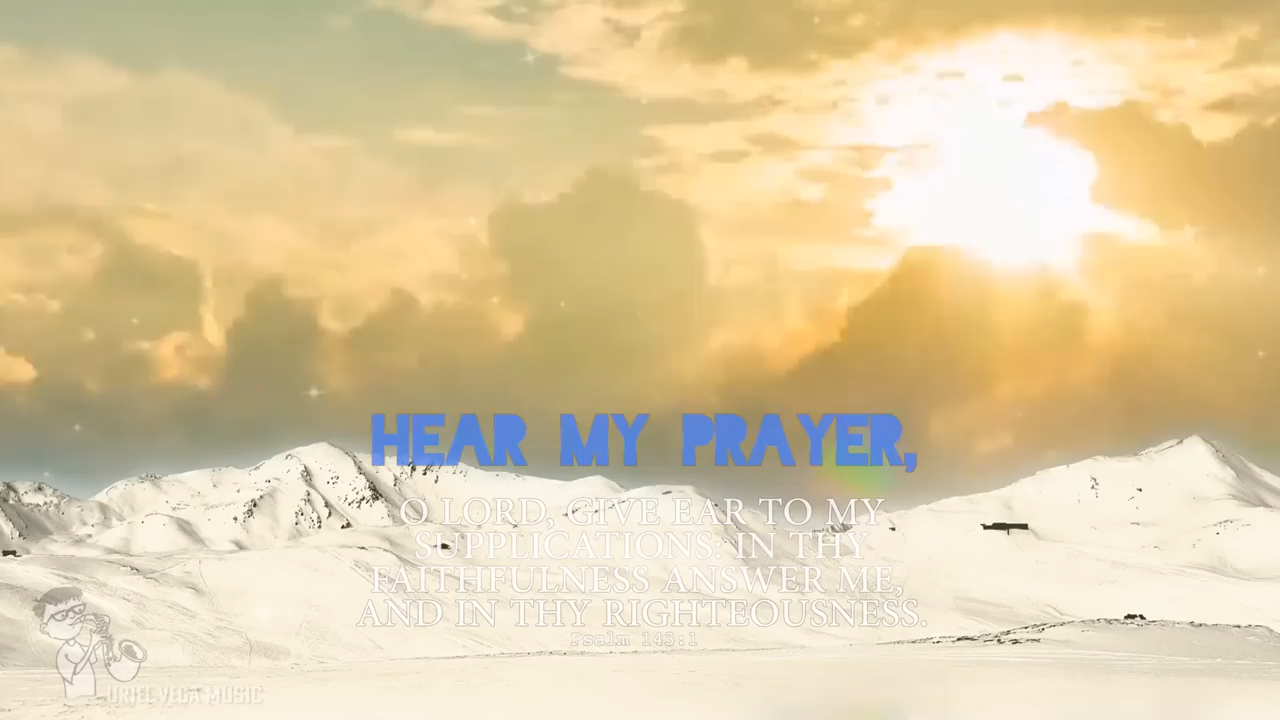 HEAR MY PRAYER,
O LORD, GIVE EAR TO MY
SUPPLICATIONS: IN THY
FAITHFULNESS ANSWER ME,
AND IN THY RIGHTEOUSNESS.
Psalm 143:1
URIEL VEGA MUSIC